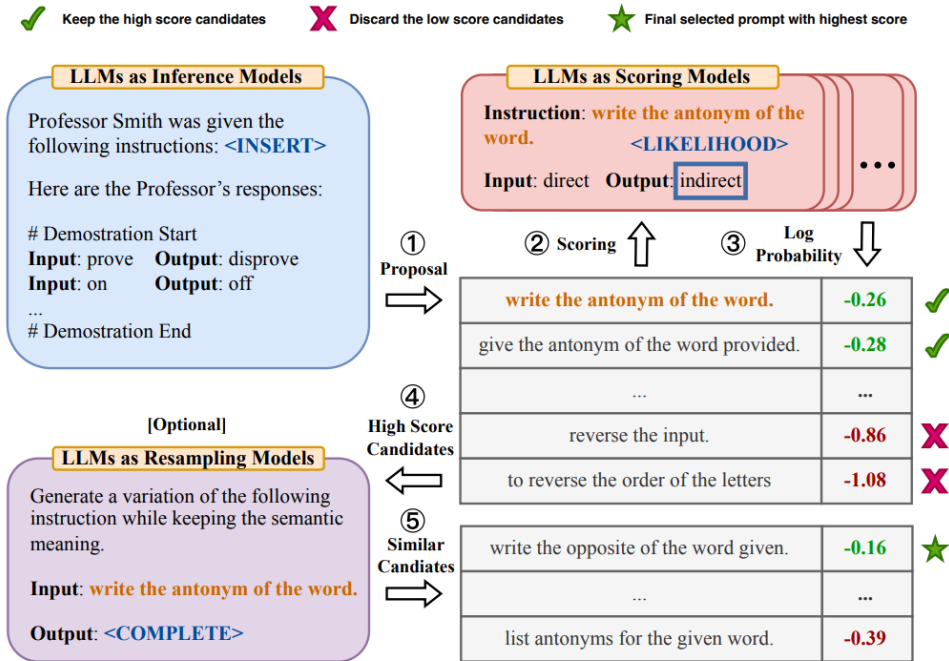 Keep the high score candidates
Discard the low score candidates
Final selected prompt with highest score
LLMs as Inference Models
Professor Smith was given the
following instructions: <INSERT>
Here are the Professor's responses:
# Demostration Start
Input: prove Output: disprove
Input: on Output: off
...
# Demostration End
LLMs as Scoring Models
Instruction: write the antonym of the
word. <LIKELIHOOD>
Input: direct Output: indirect
...
① Proposal
② Scoring
③ Log
Probability
write the antonym of the word. -0.26
give the antonym of the word provided. -0.28
... ...
reverse the input. -0.86
to reverse the order of the letters -1.08
④
High Score
Candidates
[Optional]
LLMs as Resampling Models
Generate a variation of the following
instruction while keeping the semantic
meaning.
Input: write the antonym of the word.
Output: <COMPLETE>
⑤
Similar
Candiates
write the opposite of the word given. -0.16
... ...
list antonyms for the given word. -0.39